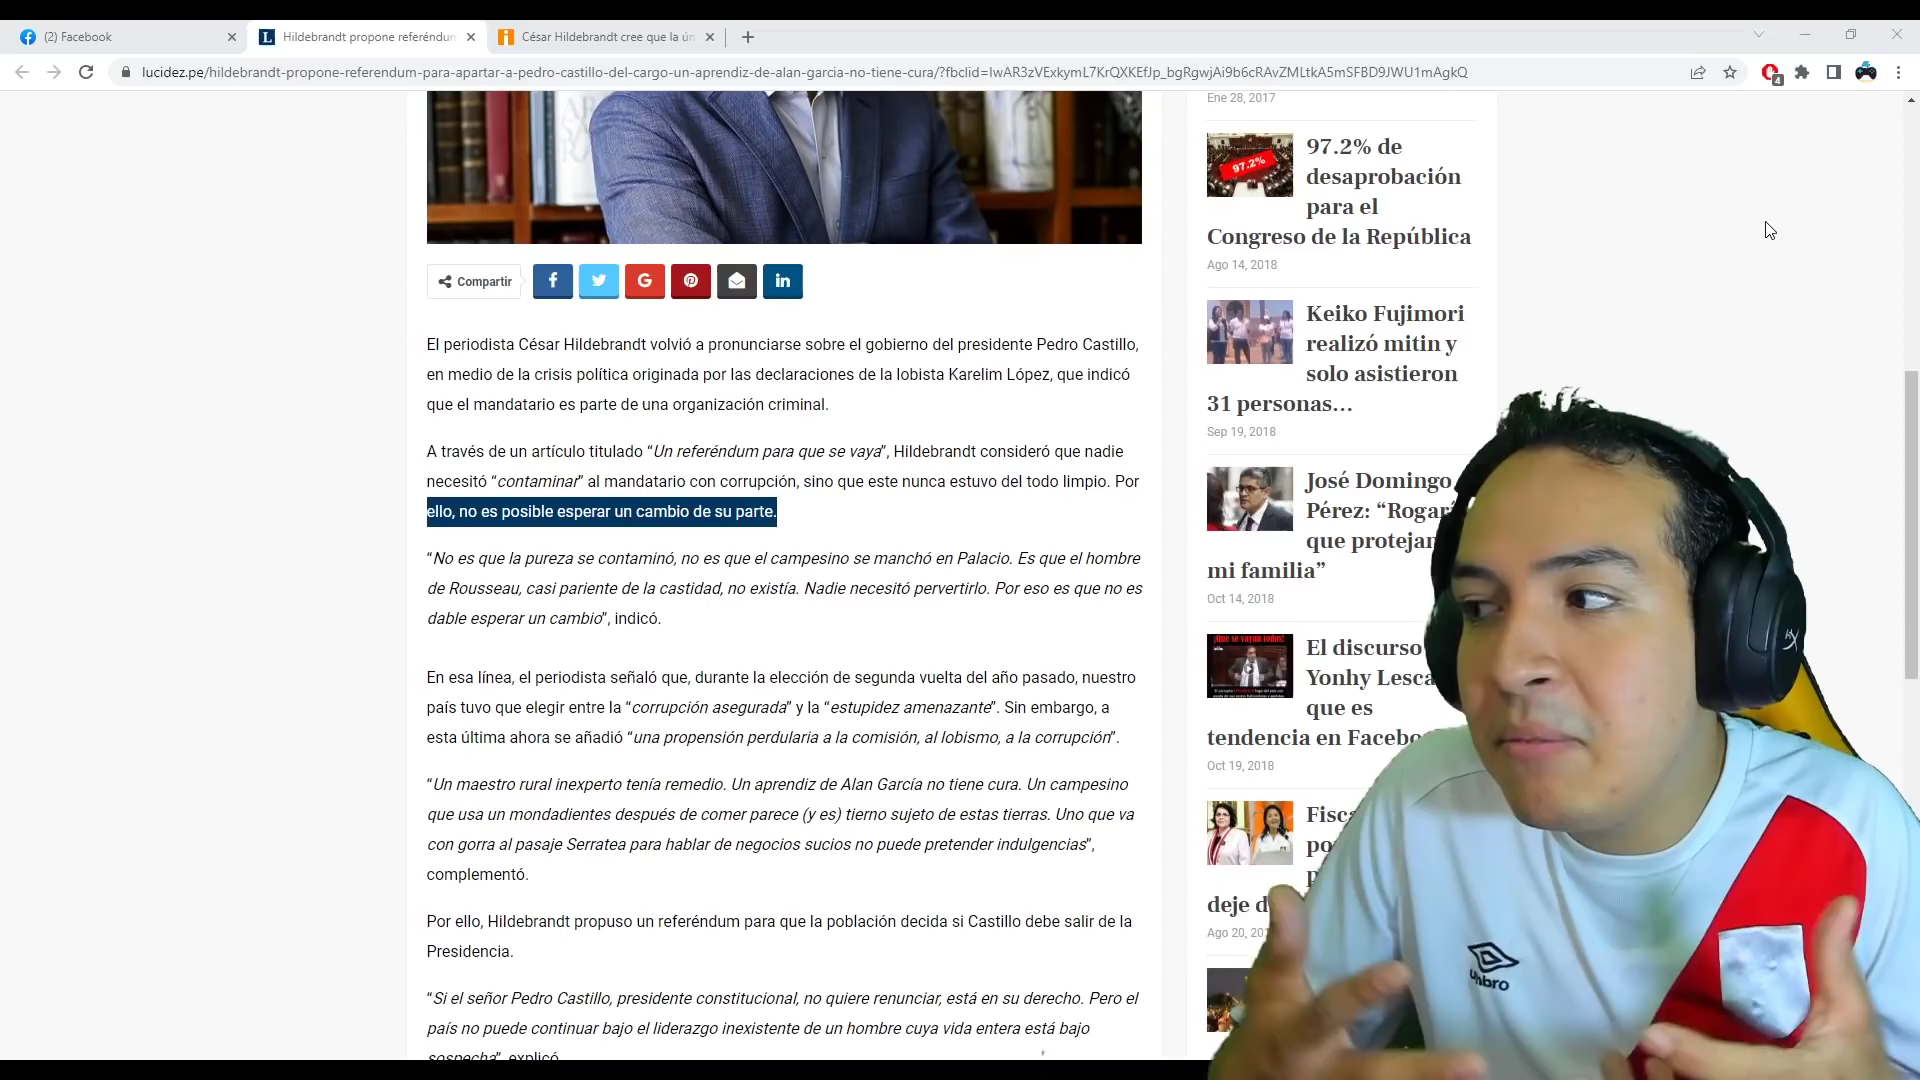 (2) Facebook
Hildebrandt propone referéndum
César Hildebrandt cree que la ún
lucidez.pe/hildebrandt-propone-referendum-para-apartar-a-pedro-castillo-del-cargo-un-aprendiz-de-alan-garcia-no-tiene-cura/?fbclid=IwAR3zVExkymL7KrQXKEfJp_bgRgwjAi9b6cRAvZMLtkA5mSFBD9JWU1mAgkQ
4
Compartir
El periodista César Hildebrandt volvió a pronunciarse sobre el gobierno del presidente Pedro Castillo,
en medio de la crisis política originada por las declaraciones de la lobista Karelim López, que indicó
que el mandatario es parte de una organización criminal.
A través de un artículo titulado “Un referéndum para que se vaya”, Hildebrandt consideró que nadie
necesitó “contaminar” al mandatario con corrupción, sino que este nunca estuvo del todo limpio. Por
ello, no es posible esperar un cambio de su parte.
“No es que la pureza se contaminó, no es que el campesino se manchó en Palacio. Es que el hombre
de Rousseau, casi pariente de la castidad, no existía. Nadie necesitó pervertirlo. Por eso es que no es
dable esperar un cambio”, indicó.
En esa línea, el periodista señaló que, durante la elección de segunda vuelta del año pasado, nuestro
país tuvo que elegir entre la “corrupción asegurada” y la “estupidez amenazante”. Sin embargo, a
esta última ahora se añadió “una propensión perdularia a la comisión, al lobismo, a la corrupción”.
“Un maestro rural inexperto tenía remedio. Un aprendiz de Alan García no tiene cura. Un campesino
que usa un mondadientes después de comer parece (y es) tierno sujeto de estas tierras. Uno que va
con gorra al pasaje Serratea para hablar de negocios sucios no puede pretender indulgencias”,
complementó.
Por ello, Hildebrandt propuso un referéndum para que la población decida si Castillo debe salir de la
Presidencia.
“Si el señor Pedro Castillo, presidente constitucional, no quiere renunciar, está en su derecho. Pero el
país no puede continuar bajo el liderazgo inexistente de un hombre cuya vida entera está bajo
sospecha”, explicó
Ene 28, 2017
97.2%
97.2% de
desaprobación
para el
Congreso de la República
Ago 14, 2018
Keiko Fujimori
realizó mitin y
solo asistieron
31 personas...
Sep 19, 2018
José Domingo
Pérez: “Rogar
que protejan
mi familia”
Oct 14, 2018
¡Que se vayan todos!
El discurso
Yonhy Lesca
que es
tendencia en Facebo
Oct 19, 2018
Fisca
po
p
deje d
Ago 20, 20
umbro